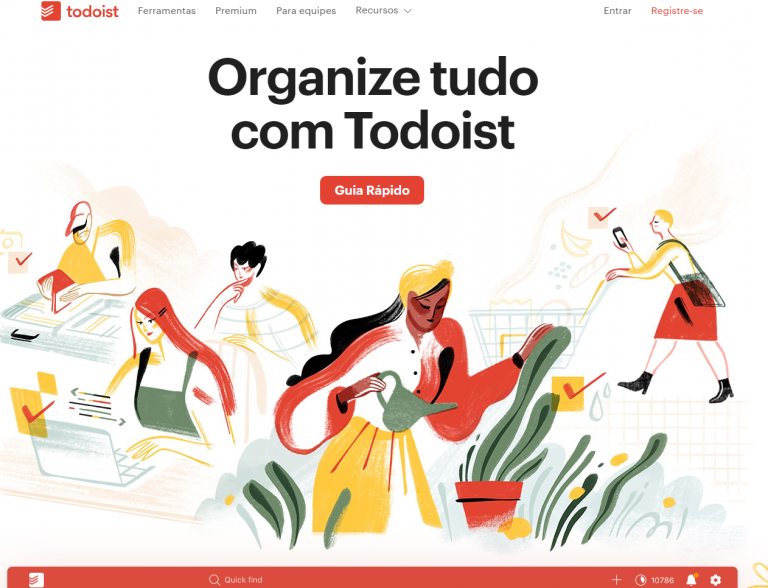 todoist Ferramentas Premium Para equipes Recursos Entrar Registre-se
Organize tudo
com Todoist
Guia Rápido
Quick find 10786